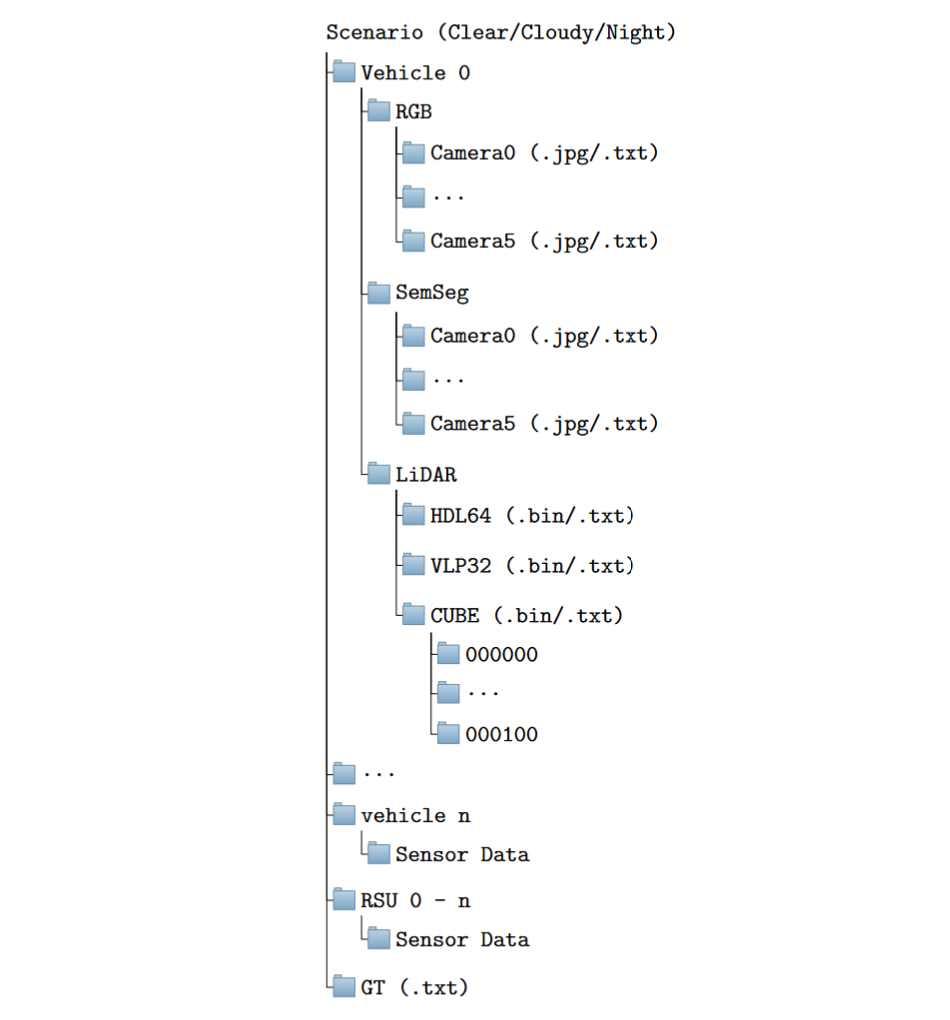 Scenario (Clear/Cloudy/Night)
Vehicle 0
RGB
Camera0 (.jpg/.txt)
...
Camera5 (.jpg/.txt)
SemSeg
Camera0 (.jpg/.txt)
...
Camera5 (.jpg/.txt)
LiDAR
HDL64 (.bin/.txt)
VLP32 (.bin/.txt)
CUBE (.bin/.txt)
000000
...
000100
...
vehicle n
Sensor Data
RSU 0 - n
Sensor Data
GT (.txt)